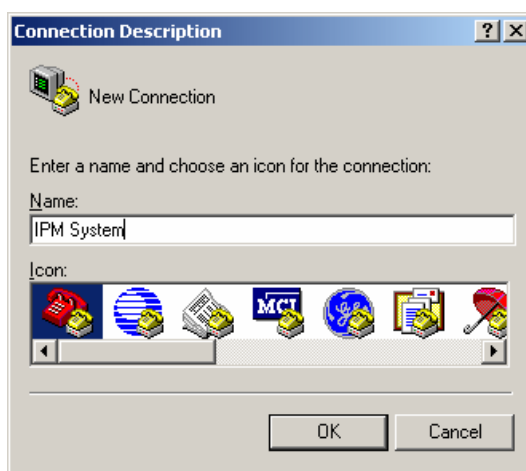 Connection Description
New Connection
Enter a name and choose an icon for the connection:
Name:
IPM System
Icon:
MCI
OK Cancel